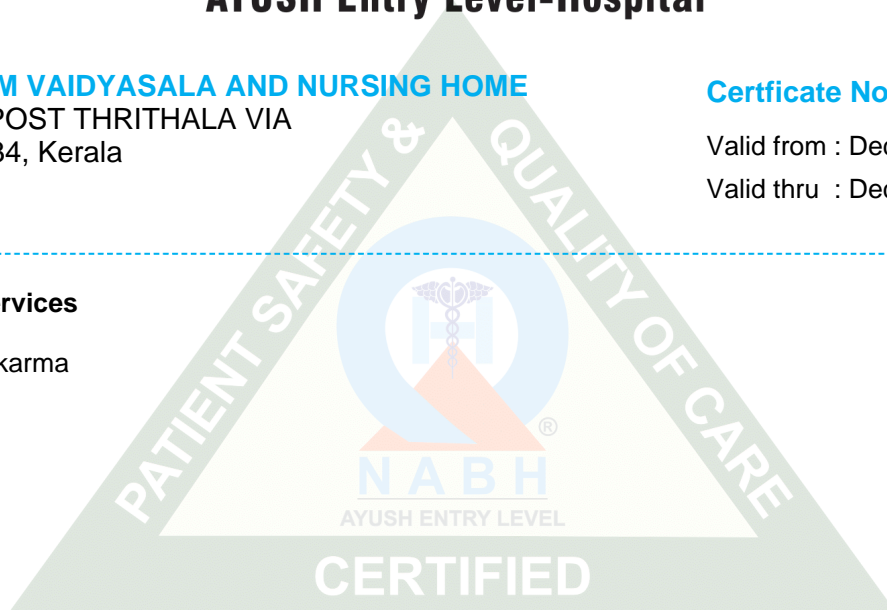 AYUSH Entry Level-Hospital
M VAIDYASALA AND NURSING HOME
POST THRITHALA VIA
34, Kerala
Certficate No
Valid from : Dec
Valid thru : Dec
rvices
karma
PATIENT SAFETY &
QUALITY OF CARE
H
®
NABH
AYUSH ENTRY LEVEL
CERTIFIED